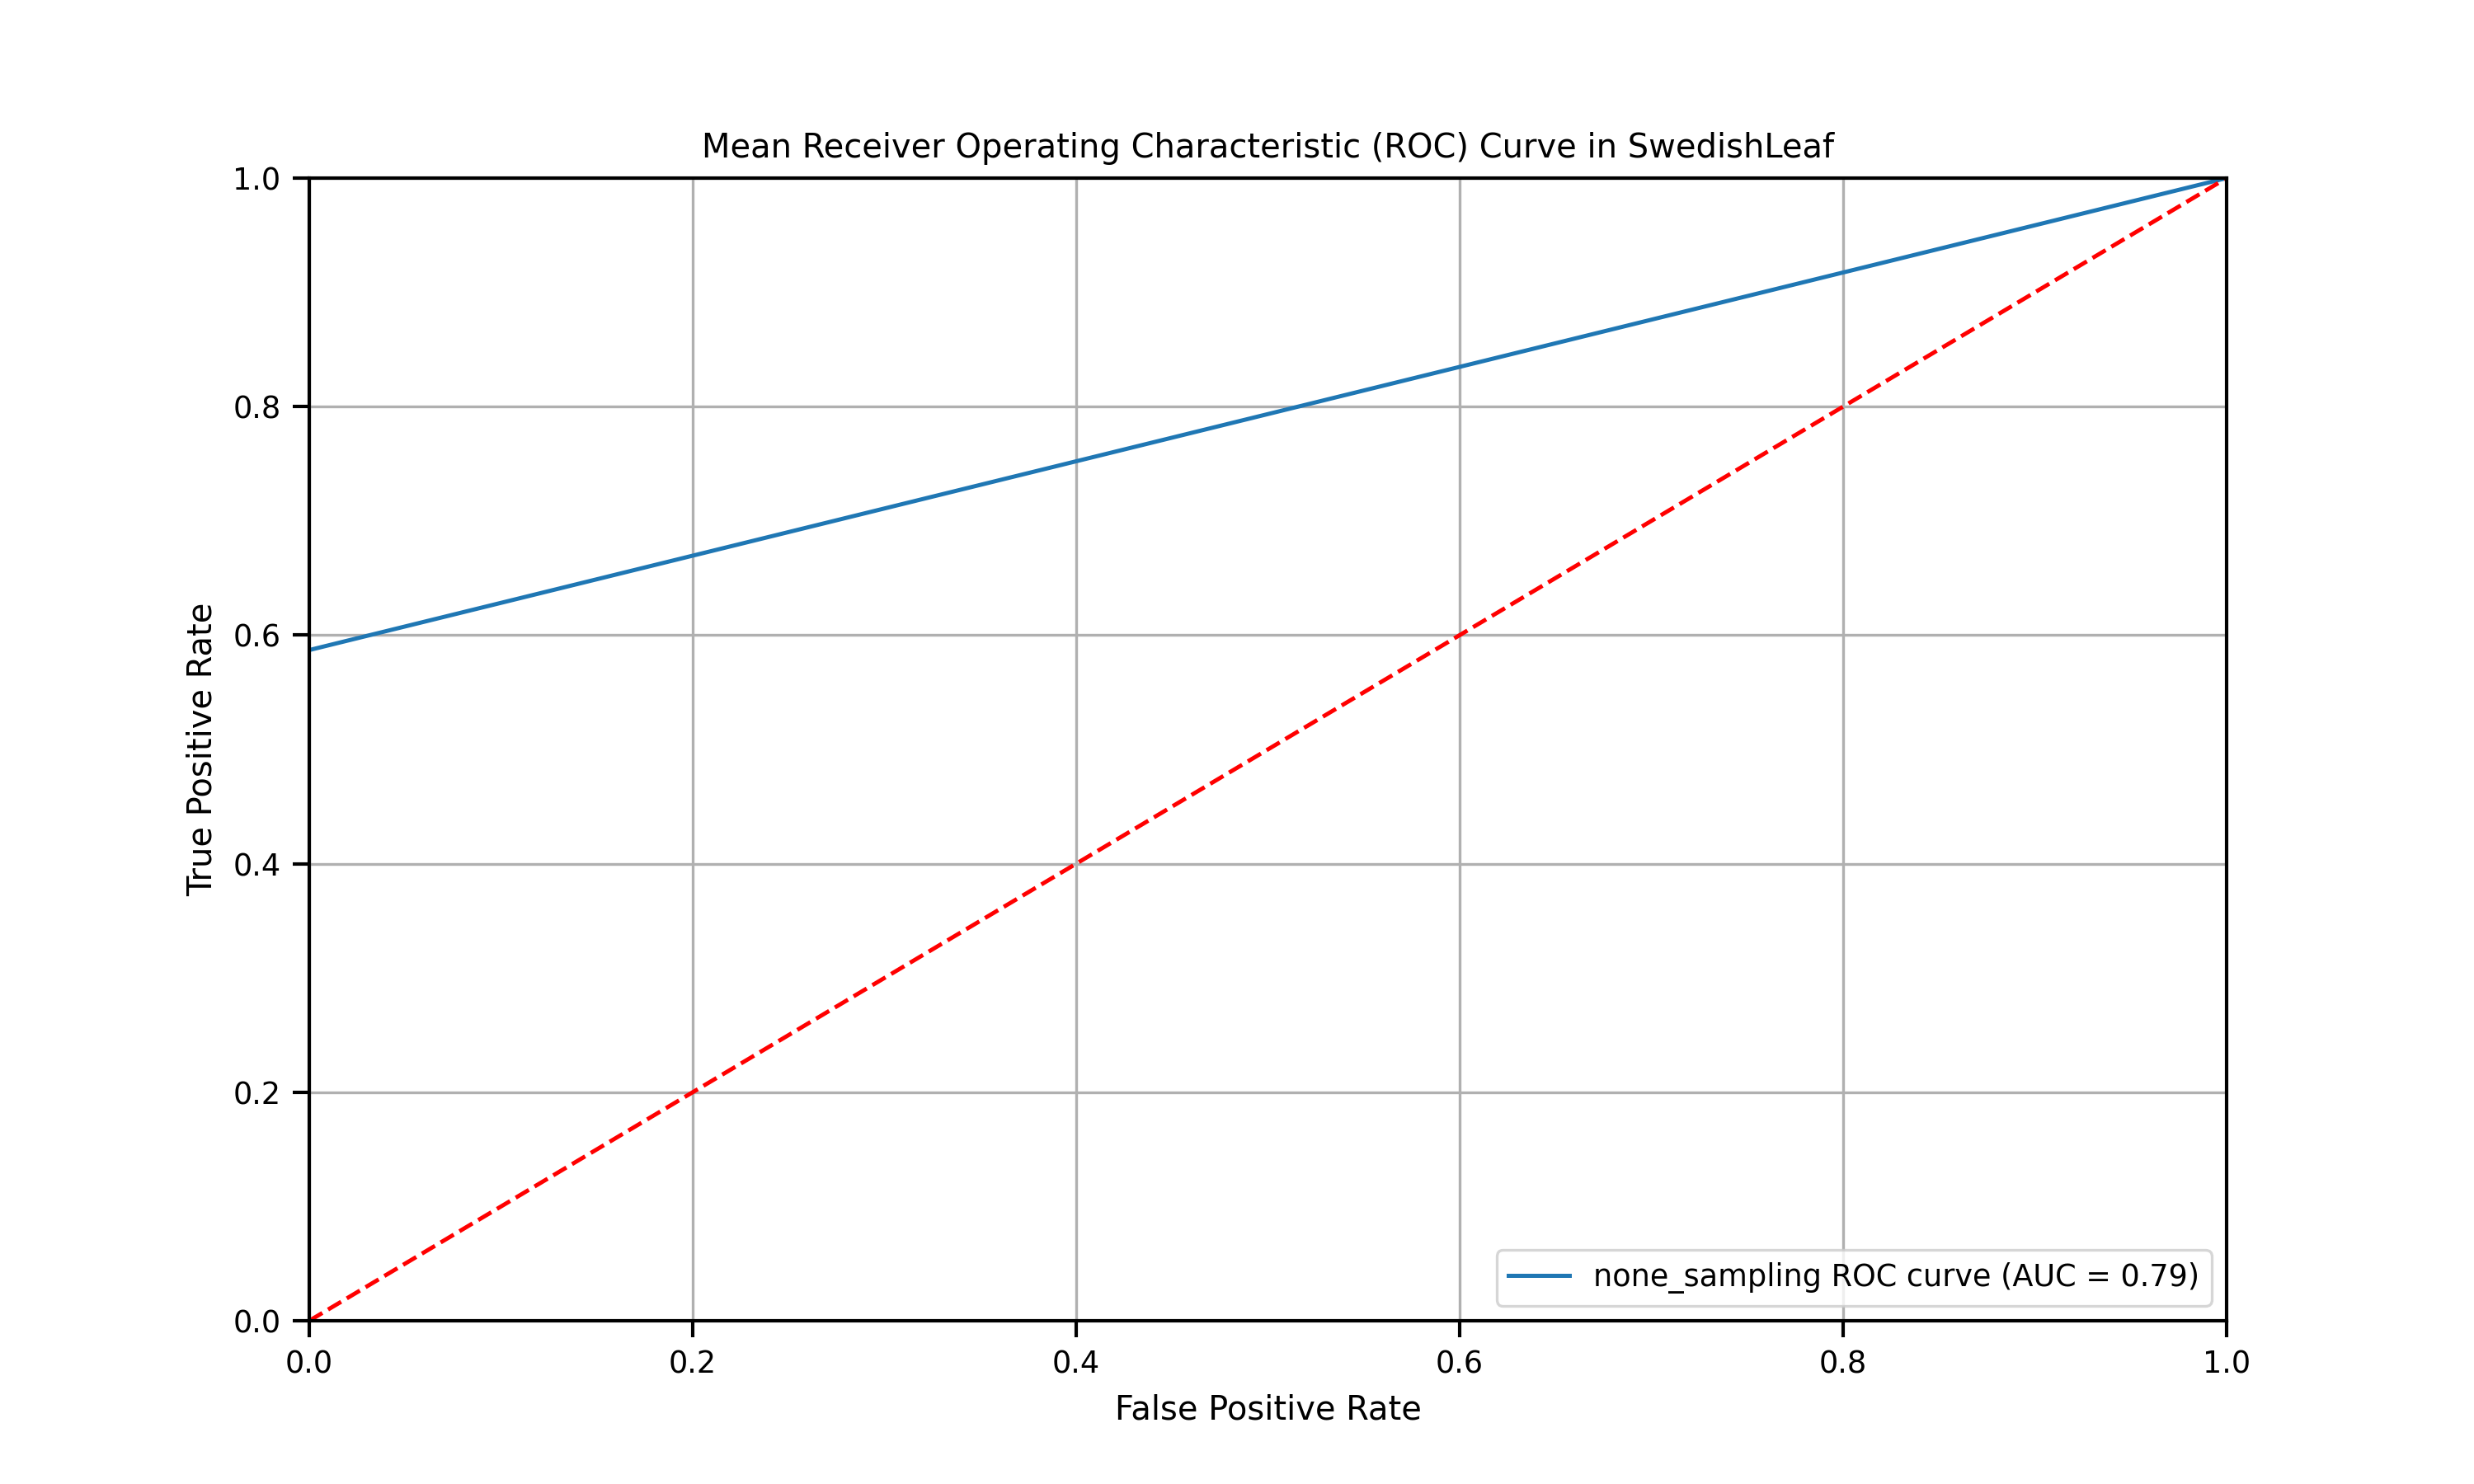 Mean Receiver Operating Characteristic (ROC) Curve in SwedishLeaf
1.0
0.8
0.6
0.4
0.2
0.0
True Positive Rate
none_sampling ROC curve (AUC = 0.79)
0.0 0.2 0.4 0.6 0.8 1.0
False Positive Rate